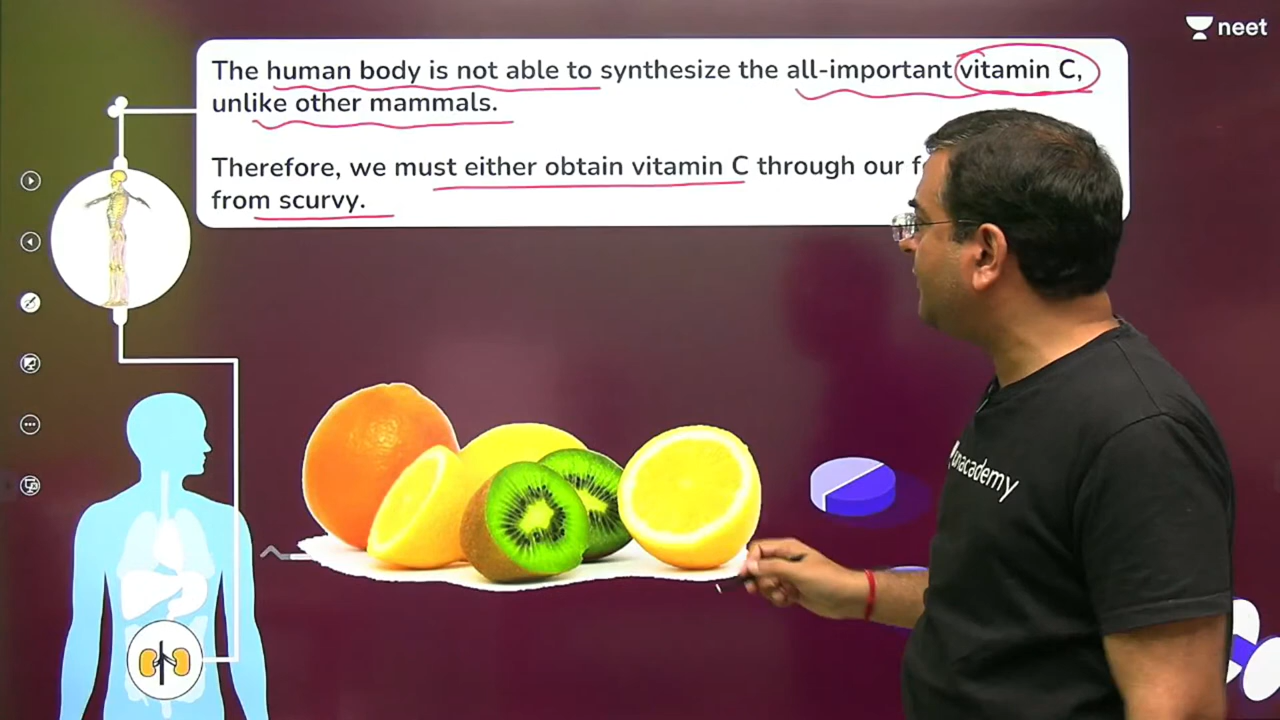 neet
The human body is not able to synthesize the all-important vitamin C,
unlike other mammals.
Therefore, we must either obtain vitamin C through our
from scurvy.
unacademy